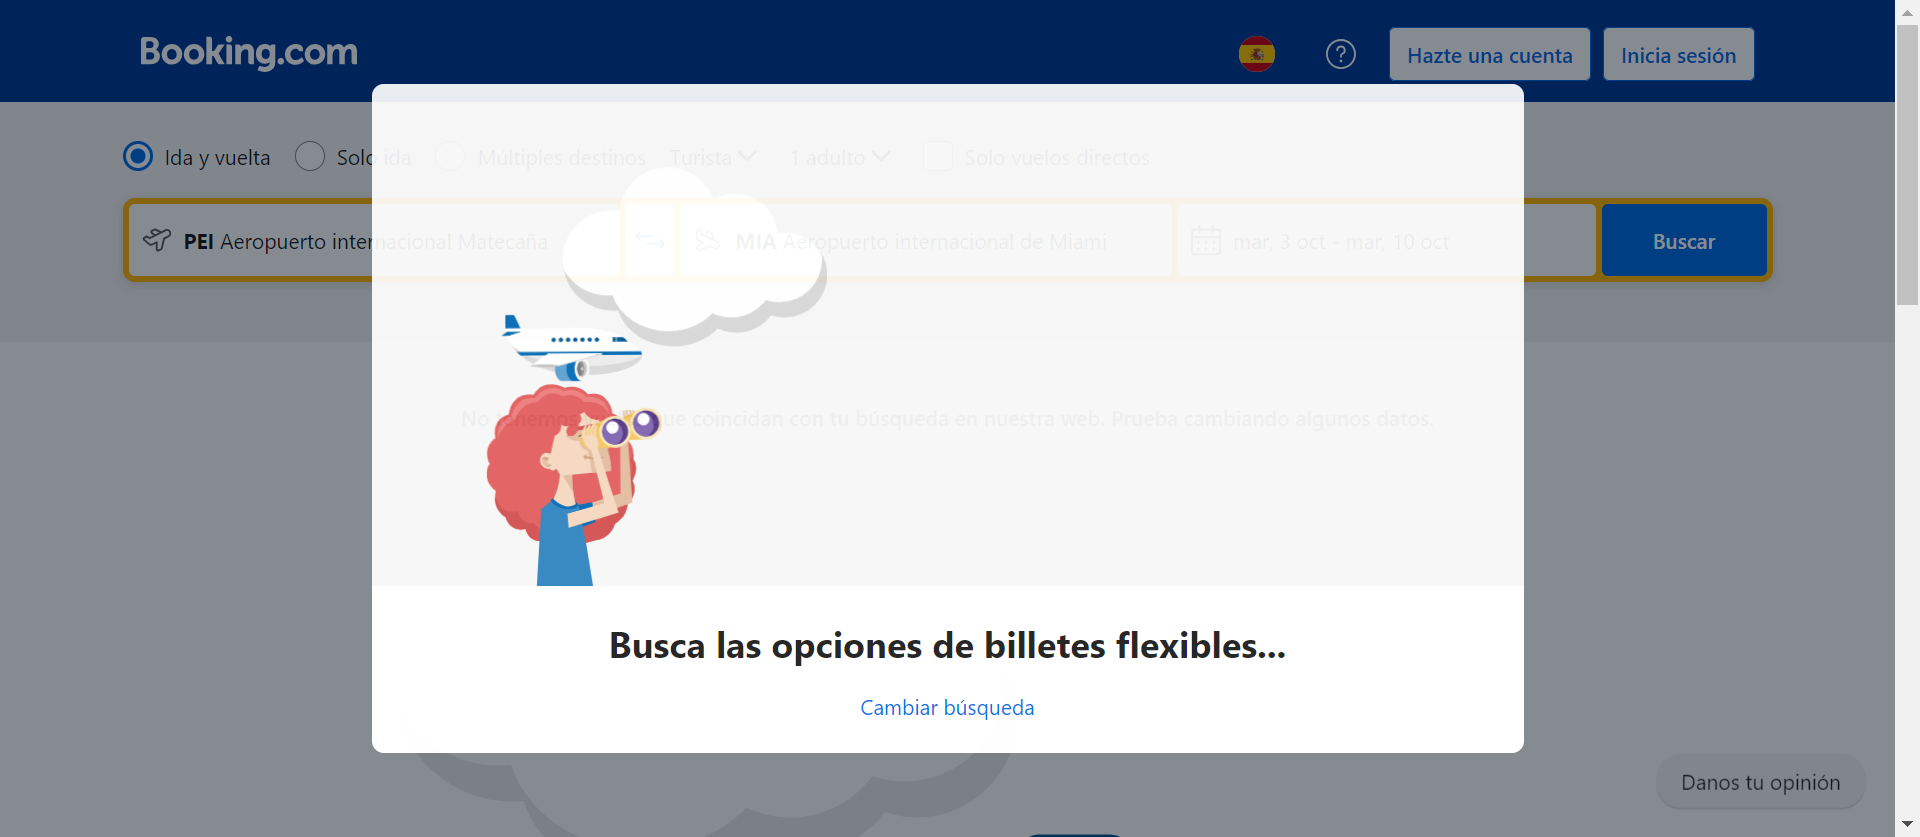 Booking.com
?
Hazte una cuenta
Inicia sesión
Ida y vuelta
Solo ida
Múltiples destinos
Turista
1 adulto
Solo vuelos directos
PEI Aeropuerto internacional Matecaña
MIA Aeropuerto internacional de Miami
mar, 3 oct - mar, 10 oct
Buscar
No tenemos que coincidan con tu búsqueda en nuestra web. Prueba cambiando algunos datos.
Busca las opciones de billetes flexibles...
Cambiar búsqueda
Danos tu opinión